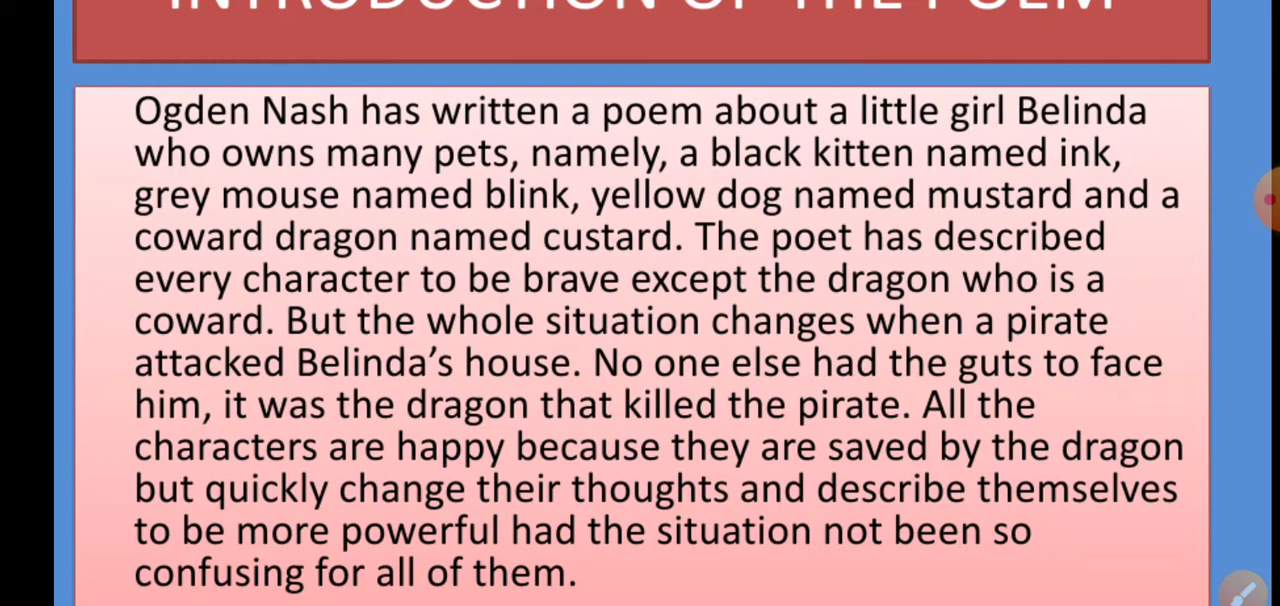 INTRODUCTION OF THE POEM
Ogden Nash has written a poem about a little girl Belinda
who owns many pets, namely, a black kitten named ink,
grey mouse named blink, yellow dog named mustard and a
coward dragon named custard. The poet has described
every character to be brave except the dragon who is a
coward. But the whole situation changes when a pirate
attacked Belinda’s house. No one else had the guts to face
him, it was the dragon that killed the pirate. All the
characters are happy because they are saved by the dragon
but quickly change their thoughts and describe themselves
to be more powerful had the situation not been so
confusing for all of them.